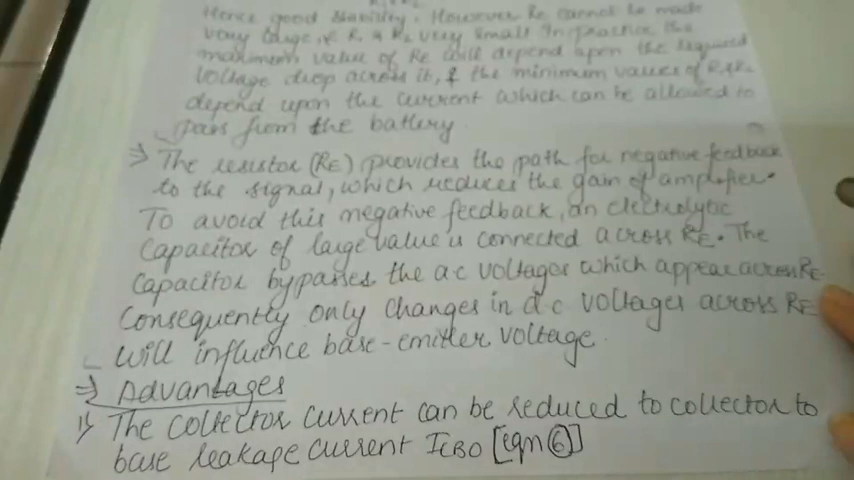 Hence good stability. However RE cannot be made
very large, & R1 & R2 very small In practice the
maximum value of RE will depend upon the required
voltage drop across it, & the minimum values of R1 & R2
depend upon the current which can be allowed to
pass from the battery
⇒ The resistor (RE) provides the path for negative feedback
to the signal, which reduces the gain of amplifier.
To avoid this negative feedback, an electrolytic
capacitor of large value is connected across RE. The
capacitor bypasses the a.c voltages which appear across RE
Consequently only changes in d.c voltages across RE
will influence base-emitter voltage.
⇒ Advantages
1) The collector current can be reduced to collector to
base leakage current ICBO [eqn 6]